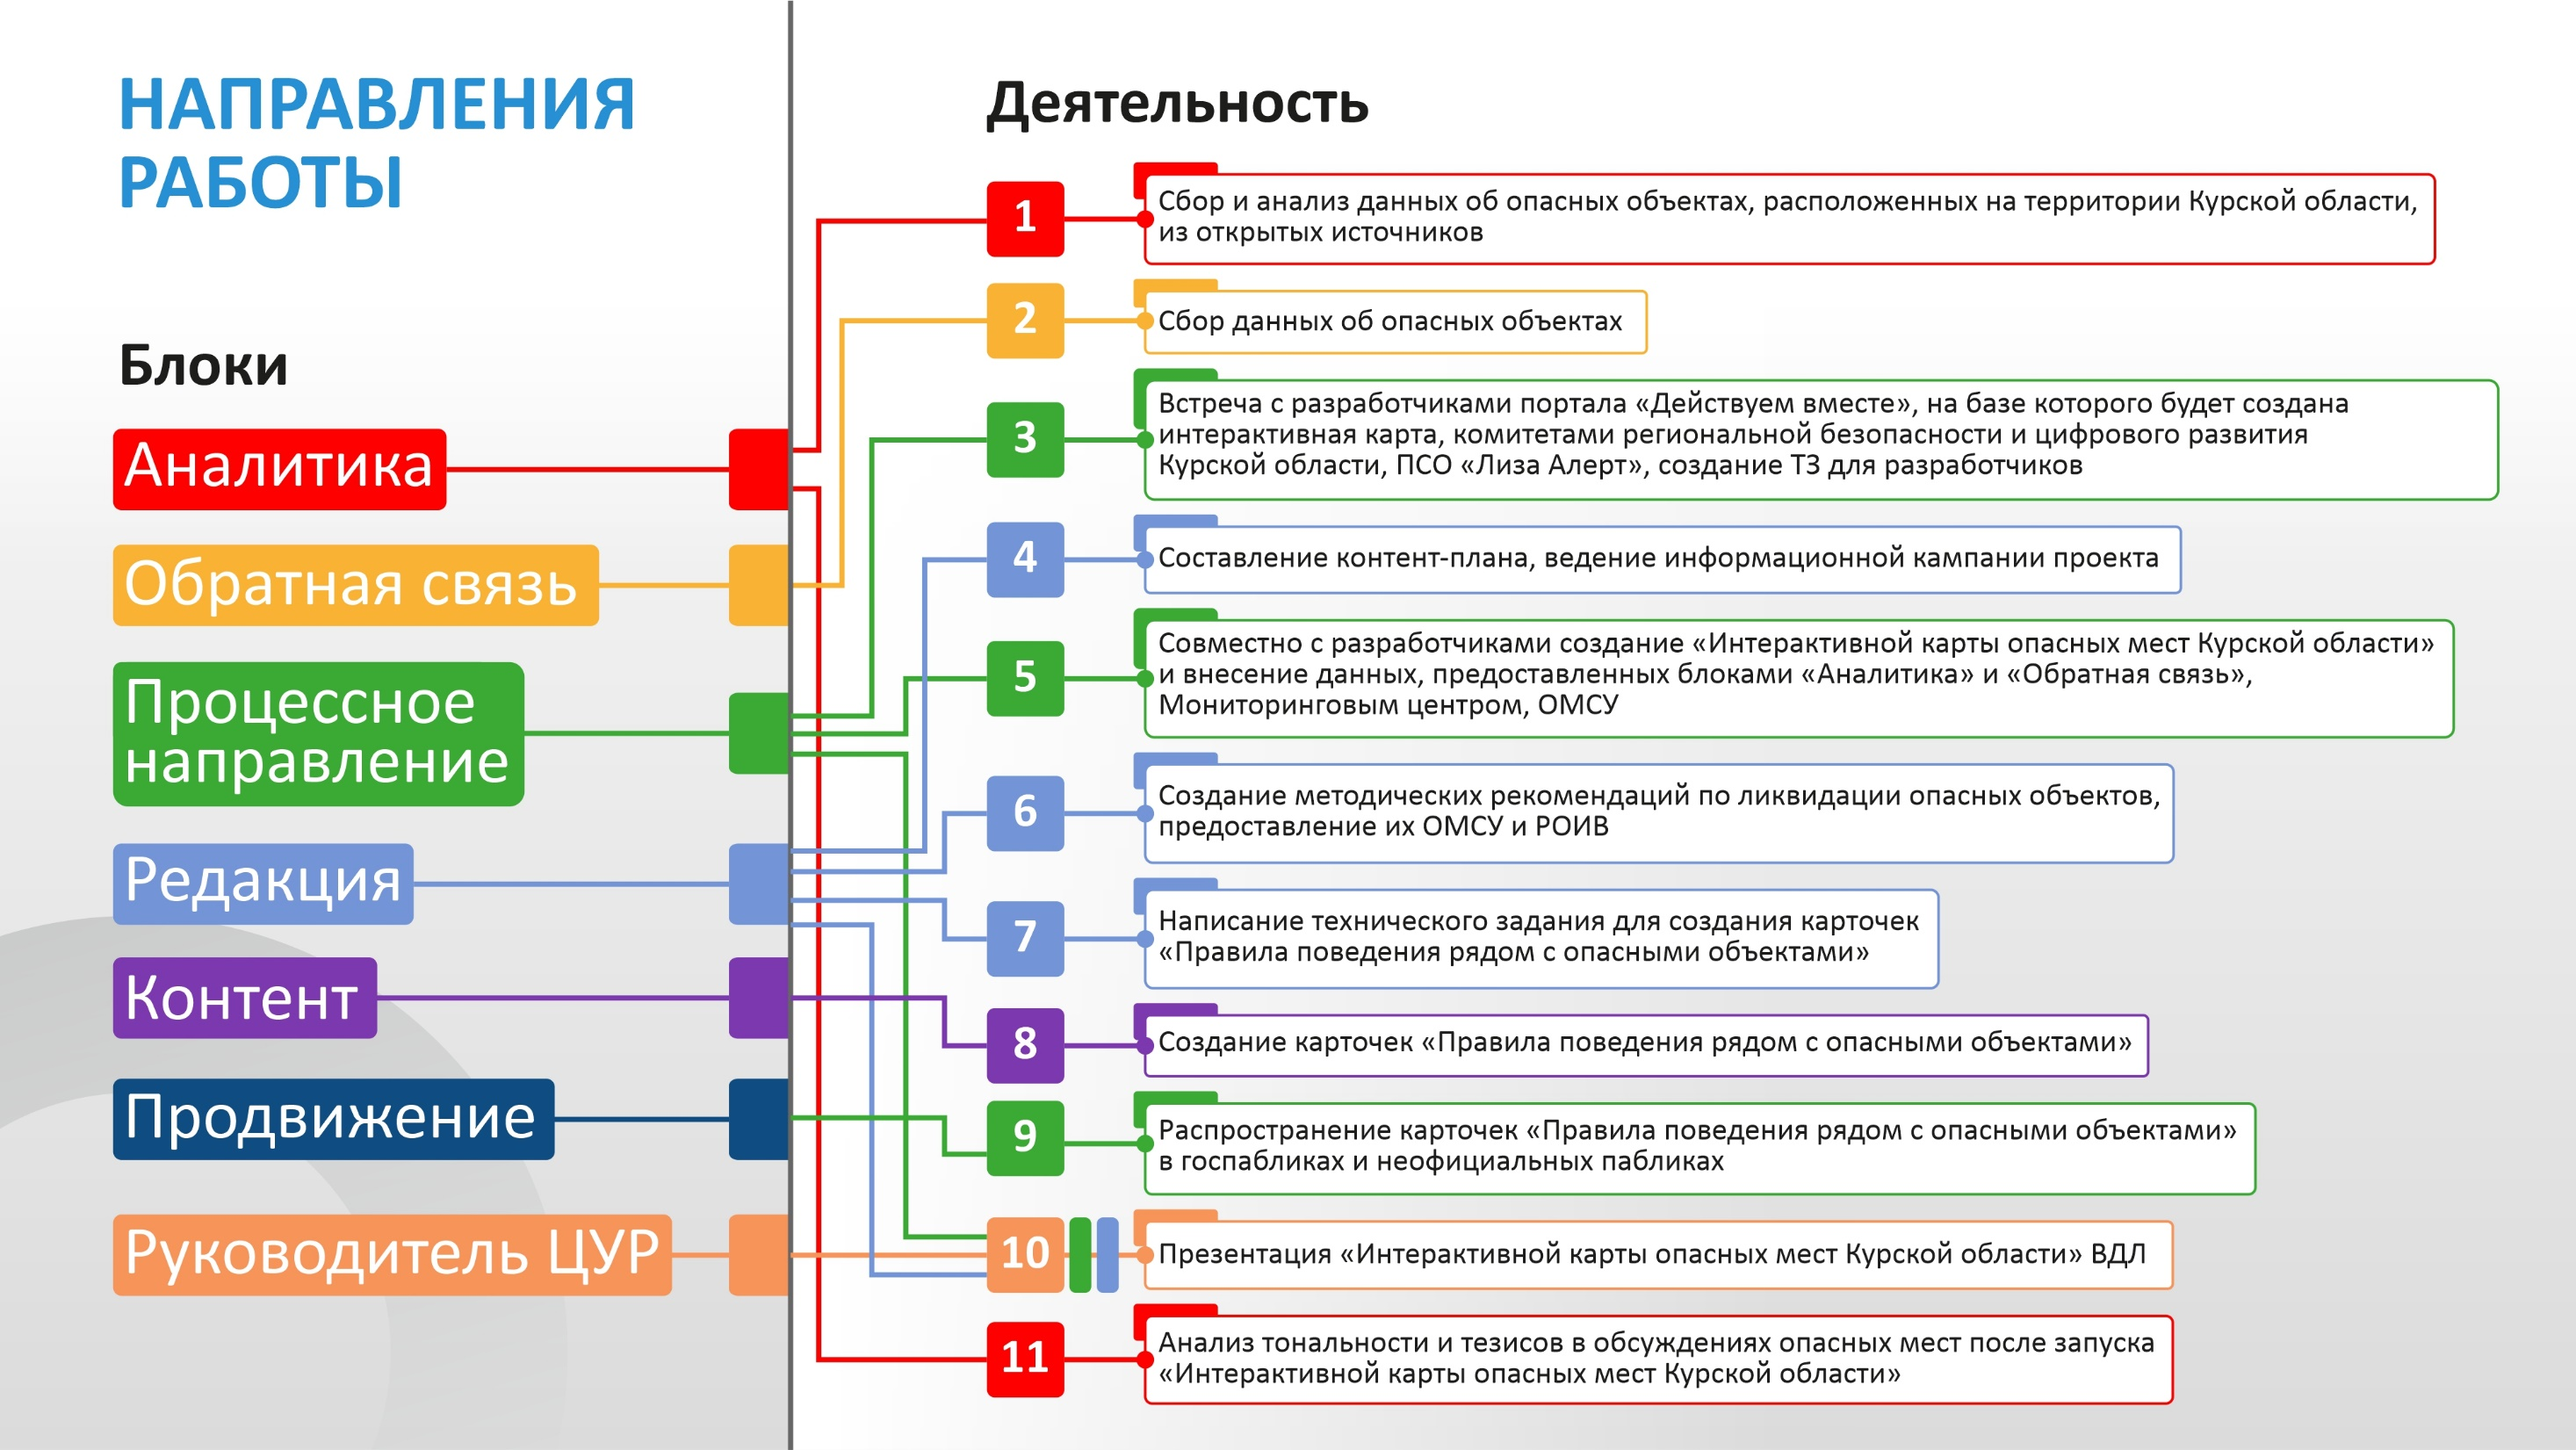 НАПРАВЛЕНИЯ
РАБОТЫ
Блоки
Аналитика
Обратная связь
Процессное
направление
Редакция
Контент
Продвижение
Руководитель ЦУР
Деятельность
1
Сбор и анализ данных об опасных объектах, расположенных на территории Курской области,
из открытых источников
2
Сбор данных об опасных объектах
3
Встреча с разработчиками портала «Действуем вместе», на базе которого будет создана
интерактивная карта, комитетами региональной безопасности и цифрового развития
Курской области, ПСО «Лиза Алерт», создание ТЗ для разработчиков
4
Составление контент-плана, ведение информационной кампании проекта
5
Совместно с разработчиками создание «Интерактивной карты опасных мест Курской области»
и внесение данных, предоставленных блоками «Аналитика» и «Обратная связь»,
Мониторинговым центром, ОМСУ
6
Создание методических рекомендаций по ликвидации опасных объектов,
предоставление их ОМСУ и РОИВ
7
Написание технического задания для создания карточек
«Правила поведения рядом с опасными объектами»
8
Создание карточек «Правила поведения рядом с опасными объектами»
9
Распространение карточек «Правила поведения рядом с опасными объектами»
в госпабликах и неофициальных пабликах
10
Презентация «Интерактивной карты опасных мест Курской области» ВДЛ
11
Анализ тональности и тезисов в обсуждениях опасных мест после запуска
«Интерактивной карты опасных мест Курской области»